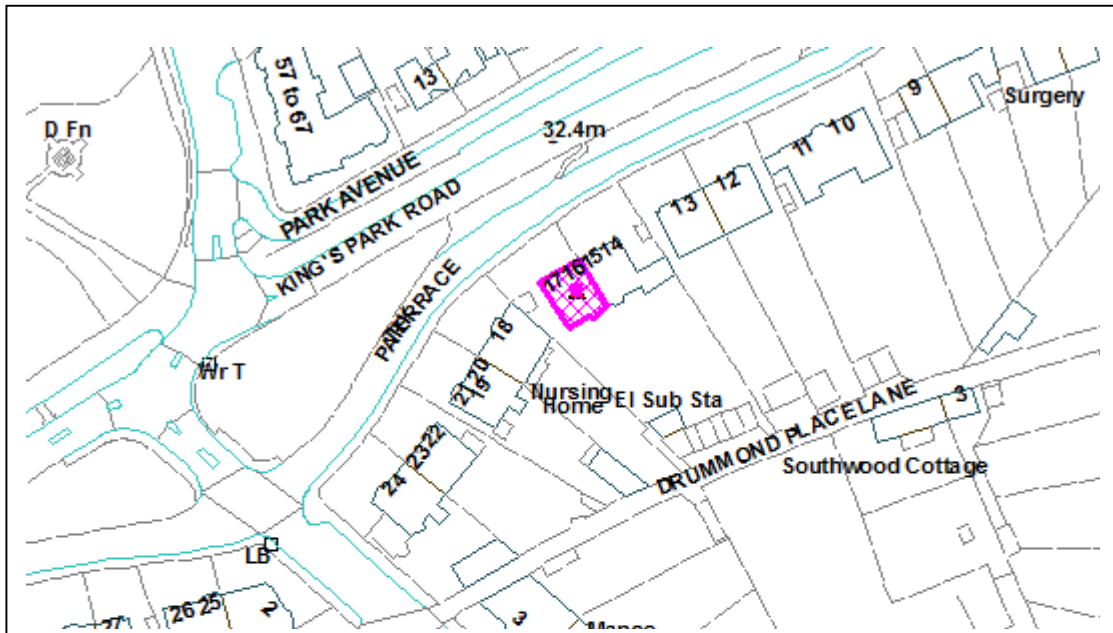 57 to 67
13
D Fn
Surgery
9
32.4m
10
11
PARK AVENUE
KING'S PARK ROAD
12
13
14
15
16
17
TERRACE
PARK
18
Wr T
20
21
19
Nursing
Home
El Sub Sta
3
DRUMMOND PLACE LANE
Southwood Cottage
22
23
24
LB
26 25
2
27
3
Manse